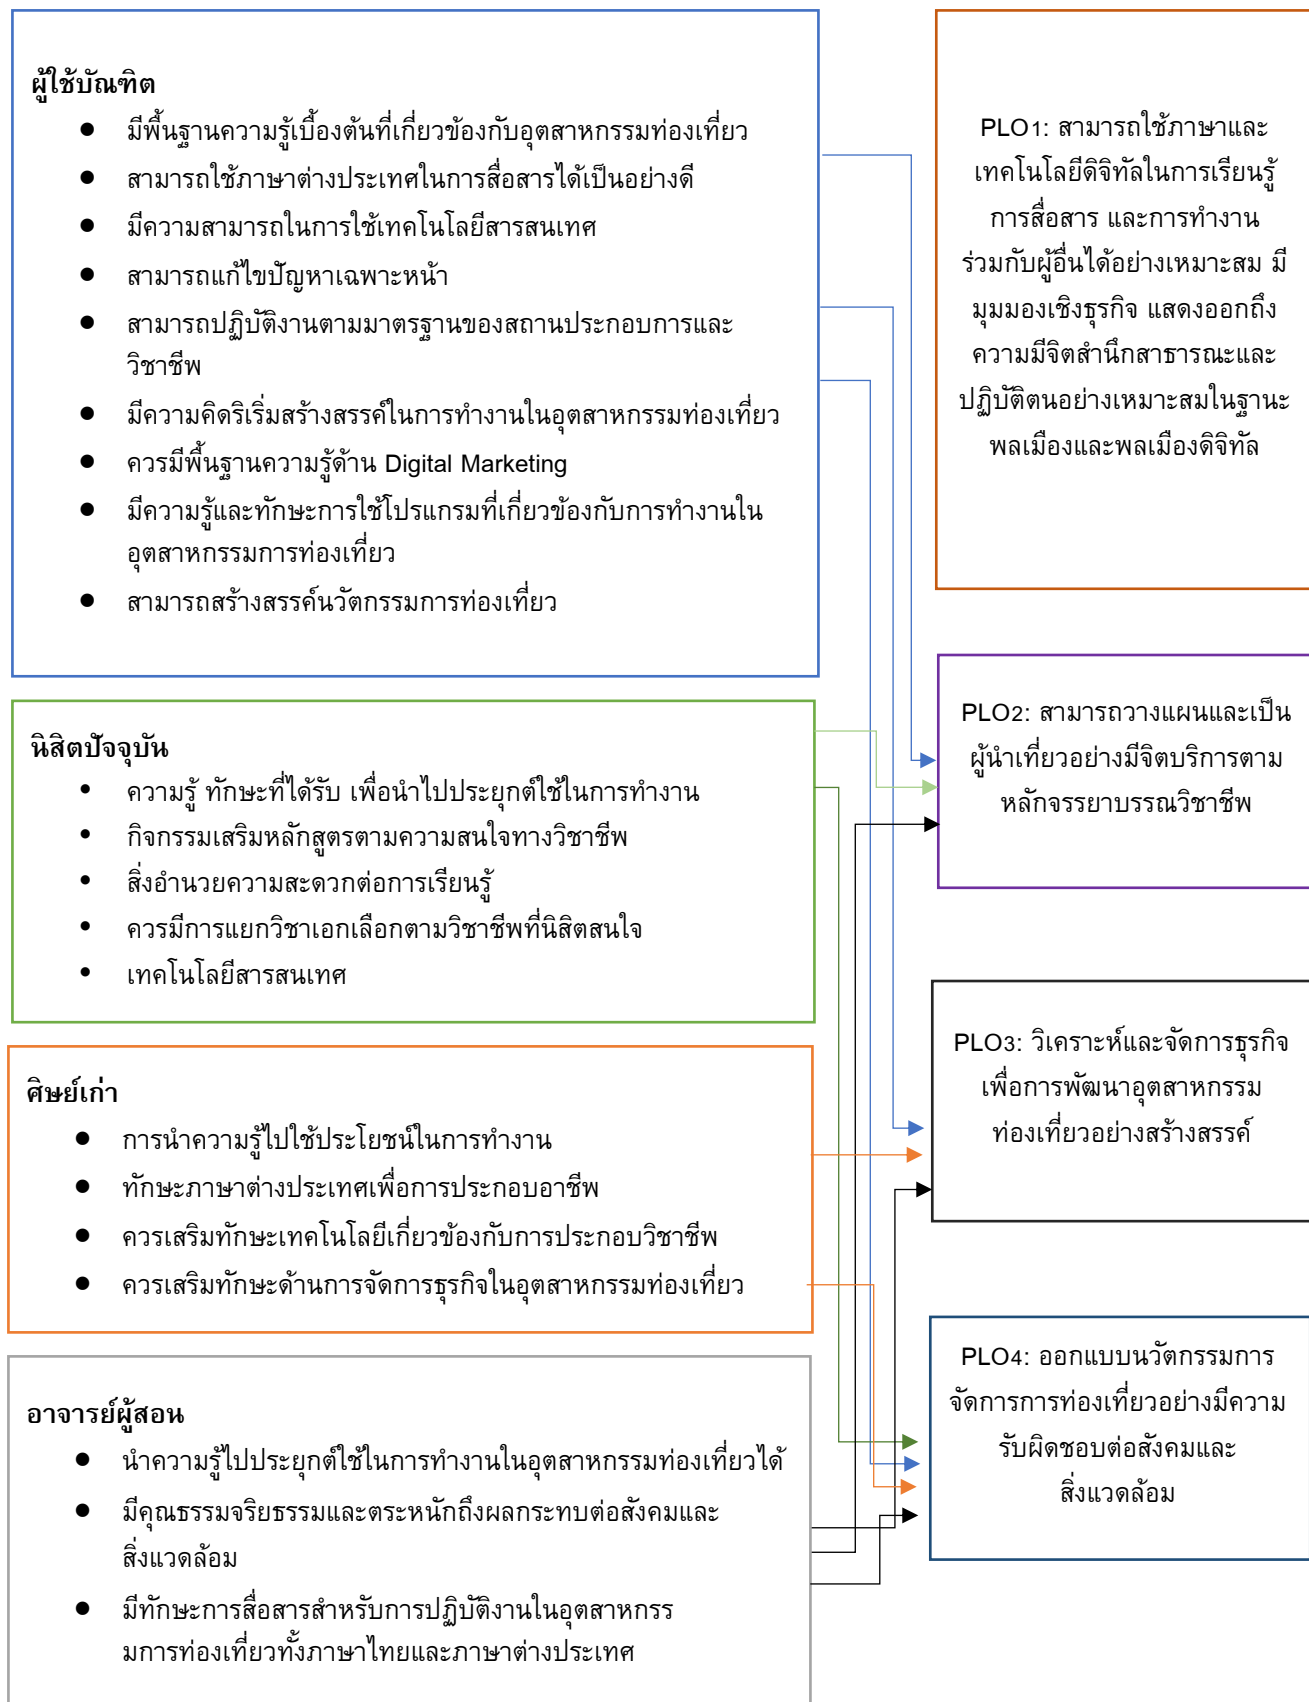 ผู้ใช้บัณฑิต
● มีพื้นฐานความรู้เบื้องต้นที่เกี่ยวข้องกับอุตสาหกรรมท่องเที่ยว
● สามารถใช้ภาษาต่างประเทศในการสื่อสารได้เป็นอย่างดี
● มีความสามารถในการใช้เทคโนโลยีสารสนเทศ
● สามารถแก้ไขปัญหาเฉพาะหน้า
● สามารถปฏิบัติงานตามมาตรฐานของสถานประกอบการและ
วิชาชีพ
● มีความคิดริเริ่มสร้างสรรค์ในการทำงานในอุตสาหกรรมท่องเที่ยว
● ควรมีพื้นฐานความรู้ด้าน Digital Marketing
● มีความรู้และทักษะการใช้โปรแกรมที่เกี่ยวข้องกับการทำงานใน
อุตสาหกรรมการท่องเที่ยว
● สามารถสร้างสรรค์นวัตกรรมการท่องเที่ยว
นิสิตปัจจุบัน
• ความรู้ ทักษะที่ได้รับ เพื่อนำไปประยุกต์ใช้ในการทำงาน
• กิจกรรมเสริมหลักสูตรตามความสนใจทางวิชาชีพ
• สิ่งอำนวยความสะดวกต่อการเรียนรู้
• ควรมีการแยกวิชาเอกเลือกตามวิชาชีพที่นิสิตสนใจ
• เทคโนโลยีสารสนเทศ
ศิษย์เก่า
● การนำความรู้ไปใช้ประโยชน์ในการทำงาน
● ทักษะภาษาต่างประเทศเพื่อการประกอบอาชีพ
● ควรเสริมทักษะเทคโนโลยีเกี่ยวข้องกับการประกอบวิชาชีพ
● ควรเสริมทักษะด้านการจัดการธุรกิจในอุตสาหกรรมท่องเที่ยว
อาจารย์ผู้สอน
● นำความรู้ไปประยุกต์ใช้ในการทำงานในอุตสาหกรรมท่องเที่ยวได้
● มีคุณธรรมจริยธรรมและตระหนักถึงผลกระทบต่อสังคมและ
สิ่งแวดล้อม
● มีทักษะการสื่อสารสำหรับการปฏิบัติงานในอุตสาหกรร
มการท่องเที่ยวทั้งภาษาไทยและภาษาต่างประเทศ
PLO1: สามารถใช้ภาษาและ
เทคโนโลยีดิจิทัลในการเรียนรู้
การสื่อสาร และการทำงาน
ร่วมกับผู้อื่นได้อย่างเหมาะสม มี
มุมมองเชิงธุรกิจ แสดงออกถึง
ความมีจิตสำนึกสาธารณะและ
ปฏิบัติตนอย่างเหมาะสมในฐานะ
พลเมืองและพลเมืองดิจิทัล
PLO2: สามารถวางแผนและเป็น
ผู้นำเที่ยวอย่างมีจิตบริการตาม
หลักจรรยาบรรณวิชาชีพ
PLO3: วิเคราะห์และจัดการธุรกิจ
เพื่อการพัฒนาอุตสาหกรรม
ท่องเที่ยวอย่างสร้างสรรค์
PLO4: ออกแบบนวัตกรรมการ
จัดการการท่องเที่ยวอย่างมีความ
รับผิดชอบต่อสังคมและ
สิ่งแวดล้อม